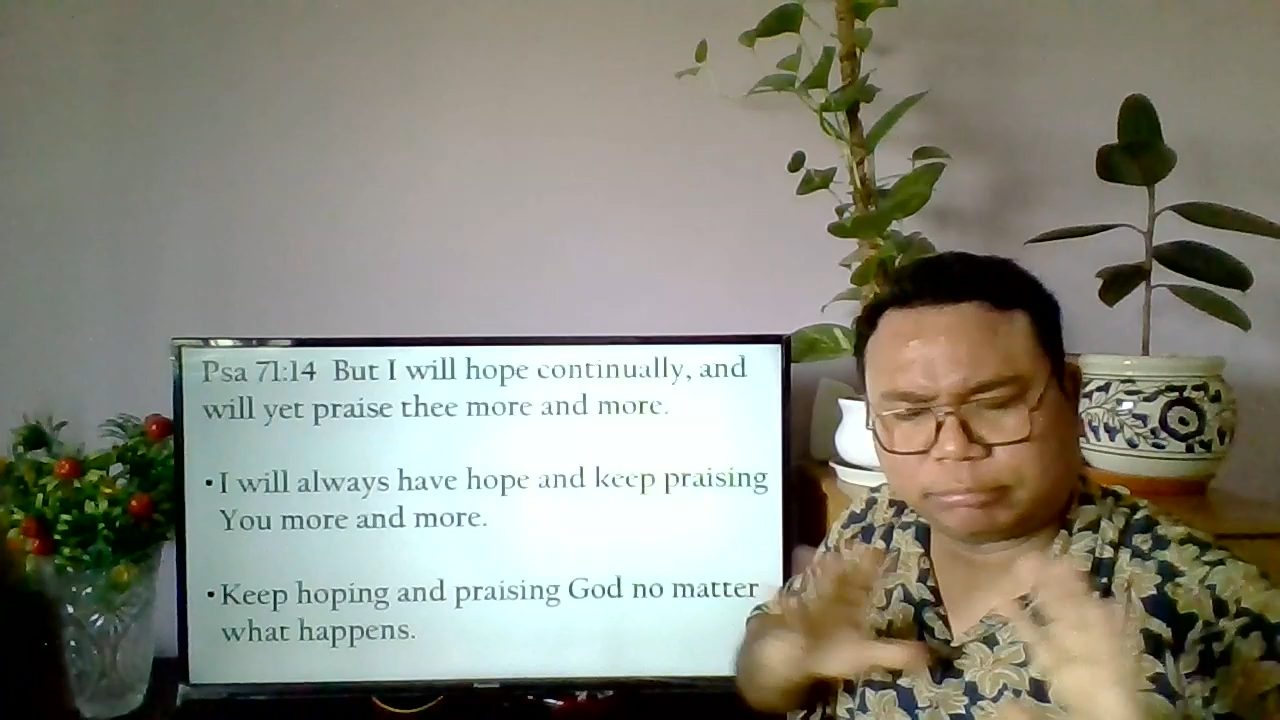 Psa 71:14 But I will hope continually, and
will yet praise thee more and more.
•I will always have hope and keep praising
You more and more.
•Keep hoping and praising God no matter
what happens.